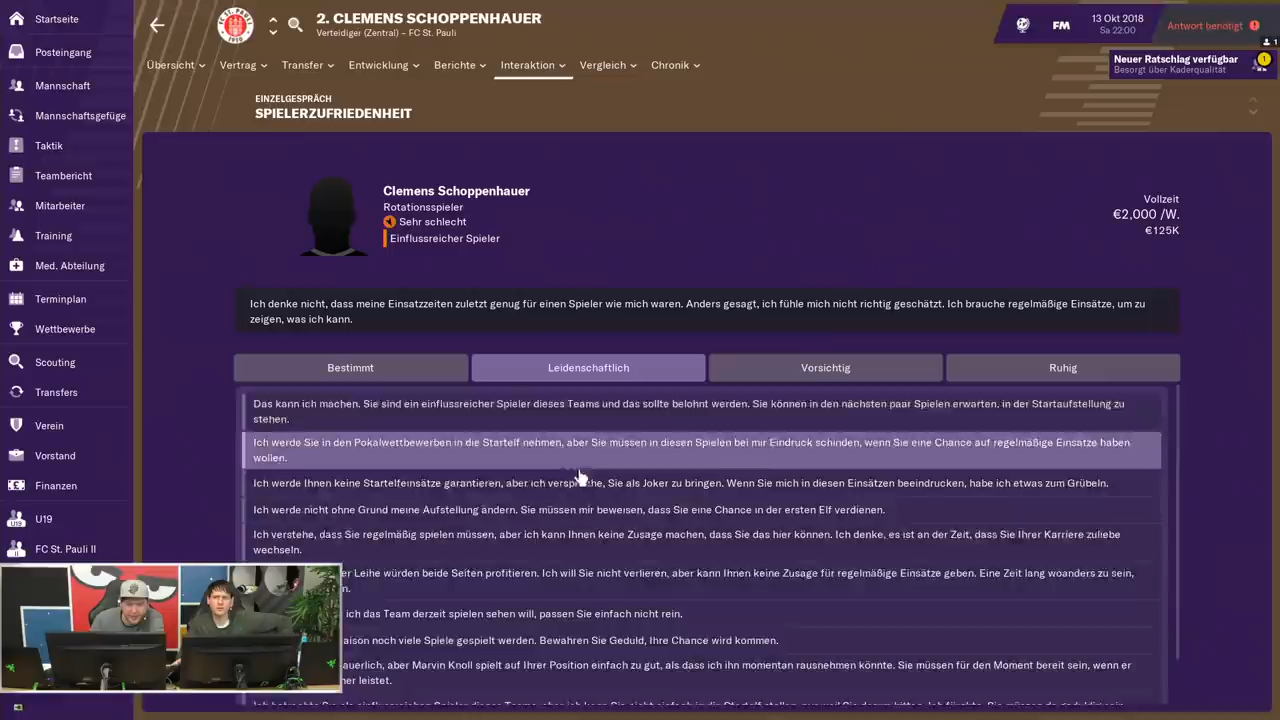 Startseite
Posteingang
Mannschaft
Mannschaftsgefüge
Taktik
Teambericht
Mitarbeiter
Training
Med. Abteilung
Terminplan
Wettbewerbe
Scouting
Transfers
Verein
Vorstand
Finanzen
U19
U19
FC St. Pauli II
FC ST. PAULI
1910
2. CLEMENS SCHOPPENHAUER
Verteidiger (Zentral) – FC St. Pauli
FM
13 Okt 2018
Sa 22:00
Antwort benötigt
1
Übersicht
Vertrag
Transfer
Entwicklung
Berichte
Interaktion
Vergleich
Chronik
Neuer Ratschlag verfügbar
Besorgt über Kaderqualität
1
EINZELGESPRÄCH
SPIELERZUFRIEDENHEIT
Clemens Schoppenhauer
Rotationsspieler
Sehr schlecht
Einflussreicher Spieler
Vollzeit
€2,000 /W.
€125K
Ich denke nicht, dass meine Einsatzzeiten zuletzt genug für einen Spieler wie mich waren. Anders gesagt, ich fühle mich nicht richtig geschätzt. Ich brauche regelmäßige Einsätze, um zu
zeigen, was ich kann.
Bestimmt
Leidenschaftlich
Vorsichtig
Ruhig
Das kann ich machen. Sie sind ein einflussreicher Spieler dieses Teams und das sollte belohnt werden. Sie können in den nächsten paar Spielen erwarten, in der Startaufstellung zu
stehen.
Ich werde Sie in den Pokalwettbewerben in die Startelf nehmen, aber Sie müssen in diesen Spielen bei mir Eindruck schinden, wenn Sie eine Chance auf regelmäßige Einsätze haben
wollen.
Ich werde Ihnen keine Startelfeinsätze garantieren, aber ich verspreche, Sie als Joker zu bringen. Wenn Sie mich in diesen Einsätzen beeindrucken, habe ich etwas zum Grübeln.
Ich werde nicht ohne Grund meine Aufstellung ändern. Sie müssen mir beweisen, dass Sie eine Chance in der ersten Elf verdienen.
Ich verstehe, dass Sie regelmäßig spielen müssen, aber ich kann Ihnen keine Zusage machen, dass Sie das hier können. Ich denke, es ist an der Zeit, dass Sie Ihrer Karriere zuliebe
wechseln.
er Leihe würden beide Seiten profitieren. Ich will Sie nicht verlieren, aber kann Ihnen keine Zusage für regelmäßige Einsätze geben. Eine Zeit lang woanders zu sein,
n.
ich das Team derzeit spielen sehen will, passen Sie einfach nicht rein.
aison noch viele Spiele gespielt werden. Bewahren Sie Geduld, Ihre Chance wird kommen.
auerlich, aber Marvin Knoll spielt auf Ihrer Position einfach zu gut, als dass ich ihn momentan rausnehmen könnte. Sie müssen für den Moment bereit sein, wenn er
ner leistet.